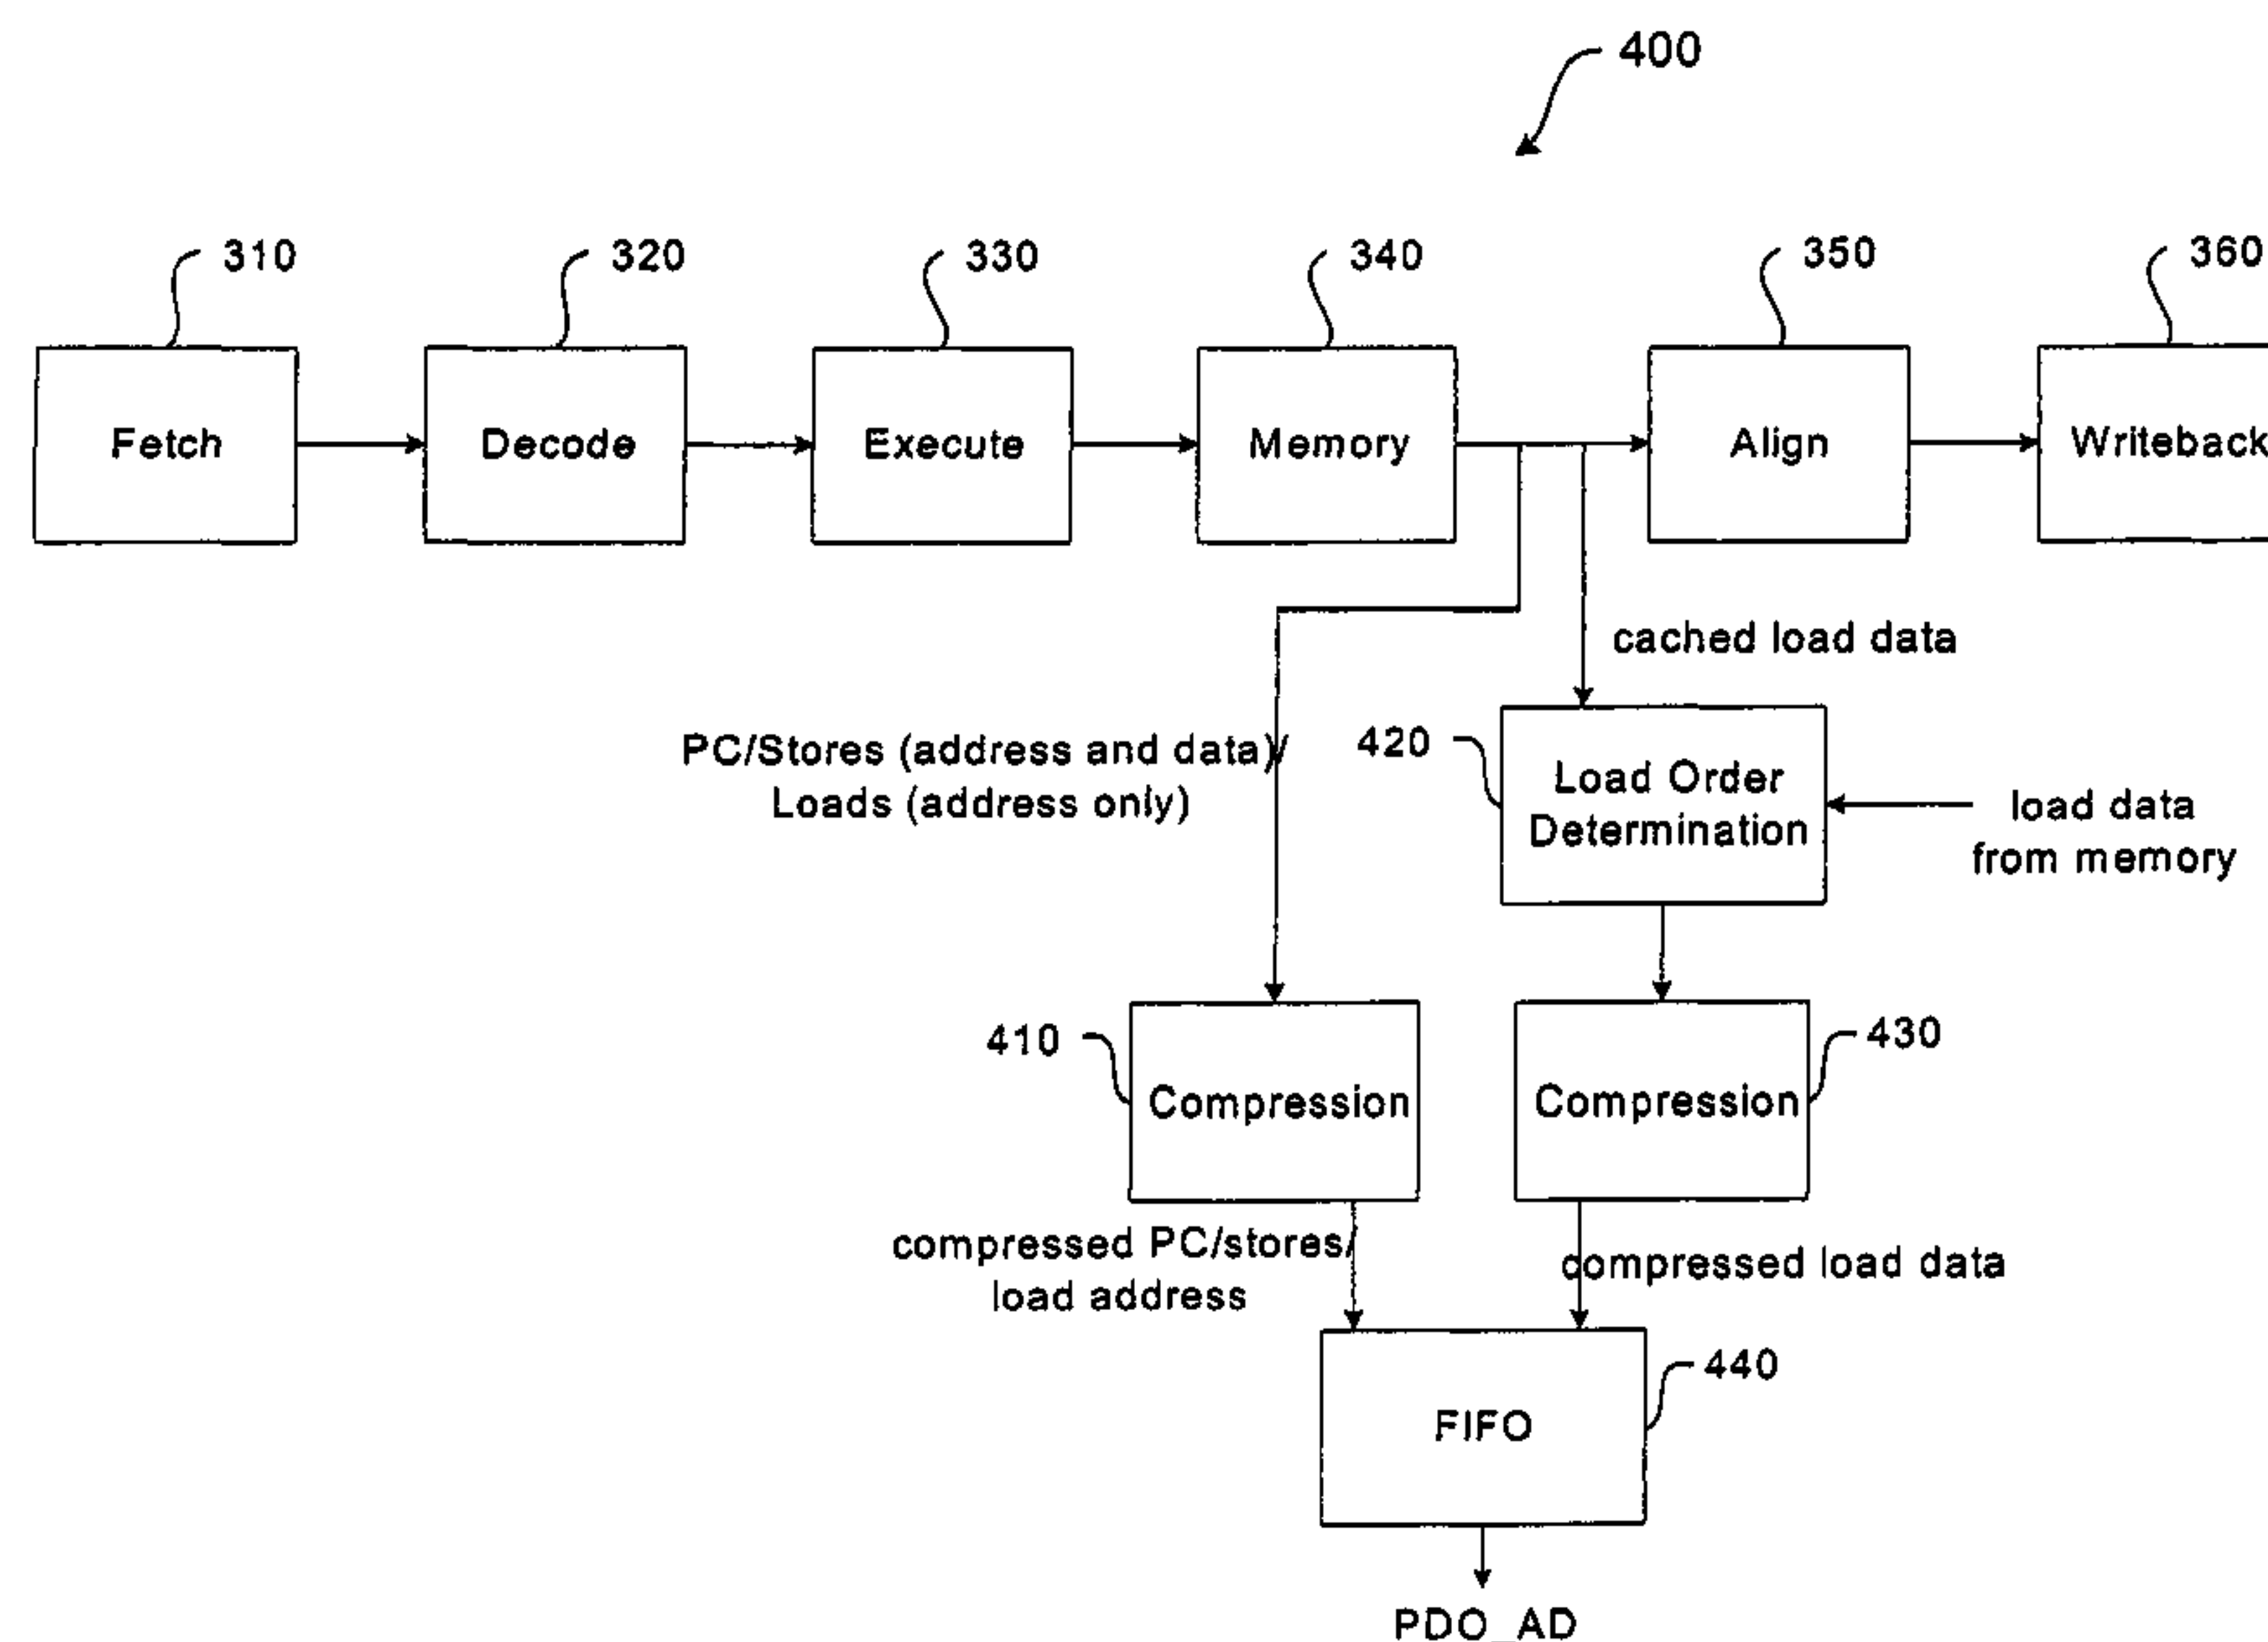 400
310
320
330
340
350
360
Fetch
Decode
Execute
Memory
Align
Writeback
cached load data
PC/Stores (address and data)/
Loads (address only)
420
Load Order
Determination
load data
from memory
410
Compression
Compression
430
compressed PC/stores/
load address
compressed load data
FIFO
440
PDO_AD